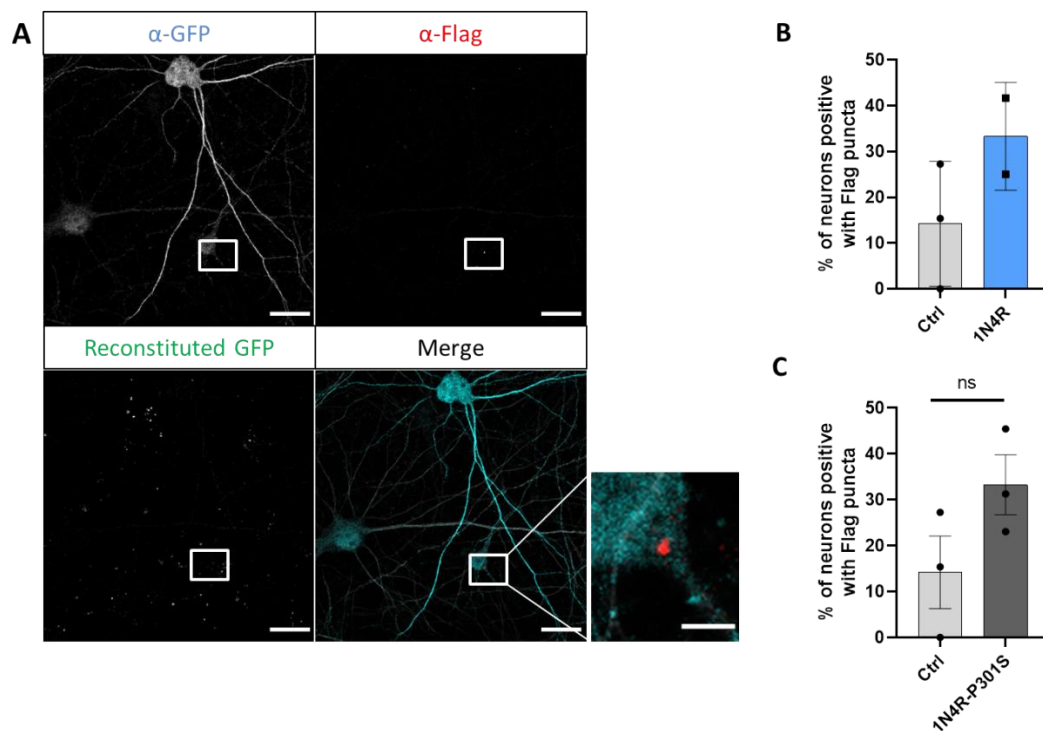 A
α-GFP
α-Flag
Reconstituted GFP
Merge
B
% of neurons positive
with Flag puncta
50
40
30
20
10
0
Ctrl
1N4R
C
ns
% of neurons positive
with Flag puncta
50
40
30
20
10
0
Ctrl
1N4R-P301S